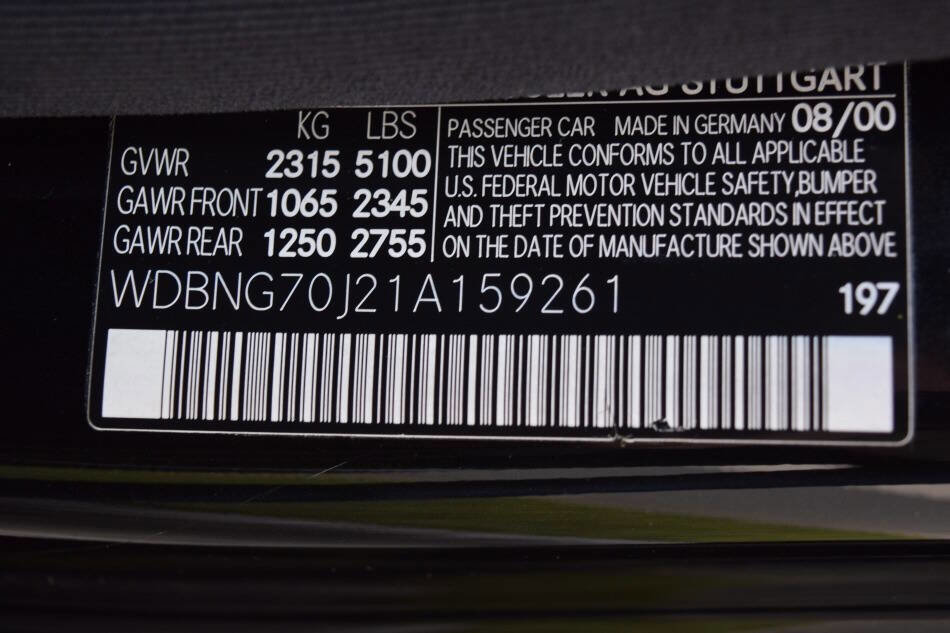 AG STUTTGART
KG LBS
GVWR 2315 5100
GAWR FRONT 1065 2345
GAWR REAR 1250 2755
PASSENGER CAR MADE IN GERMANY 08/00
THIS VEHICLE CONFORMS TO ALL APPLICABLE
U.S. FEDERAL MOTOR VEHICLE SAFETY,BUMPER
AND THEFT PREVENTION STANDARDS IN EFFECT
ON THE DATE OF MANUFACTURE SHOWN ABOVE
WDBNG70J21A159261
197